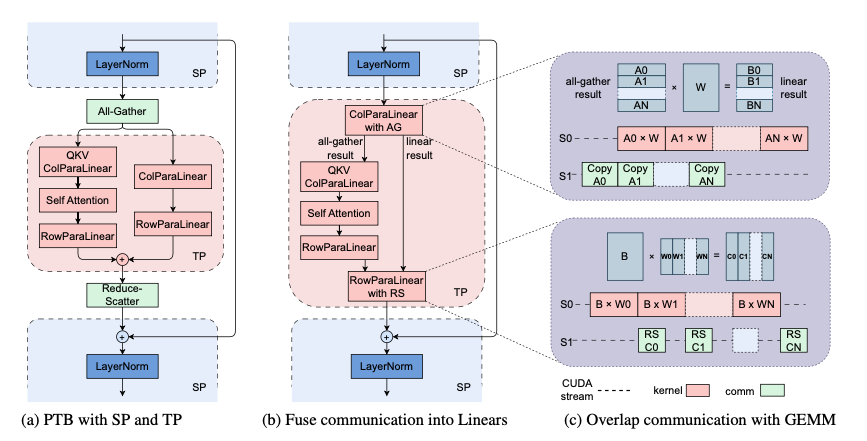 LayerNorm
SP
All-Gather
QKV
ColParaLinear
Self Attention
RowParaLinear
ColParaLinear
RowParaLinear
+
TP
Reduce-
Scatter
+
LayerNorm
SP
(a) PTB with SP and TP
LayerNorm
SP
ColParaLinear
with AG
all-gather
result
linear
result
QKV
ColParaLinear
Self Attention
RowParaLinear
RowParaLinear
with RS
TP
+
LayerNorm
SP
(b) Fuse communication into Linears
all-gather
result
A0
A1
AN
×
W
=
B0
B1
BN
linear
result
S0
A0 × W
A1 × W
AN × W
S1
Copy
A0
Copy
A1
Copy
AN
B
×
W0
W1
WN
=
C0
C1
CN
S0
B × W0
B x W1
B x WN
S1
RS
C0
RS
C1
RS
CN
CUDA
stream
kernel
comm
(c) Overlap communication with GEMM